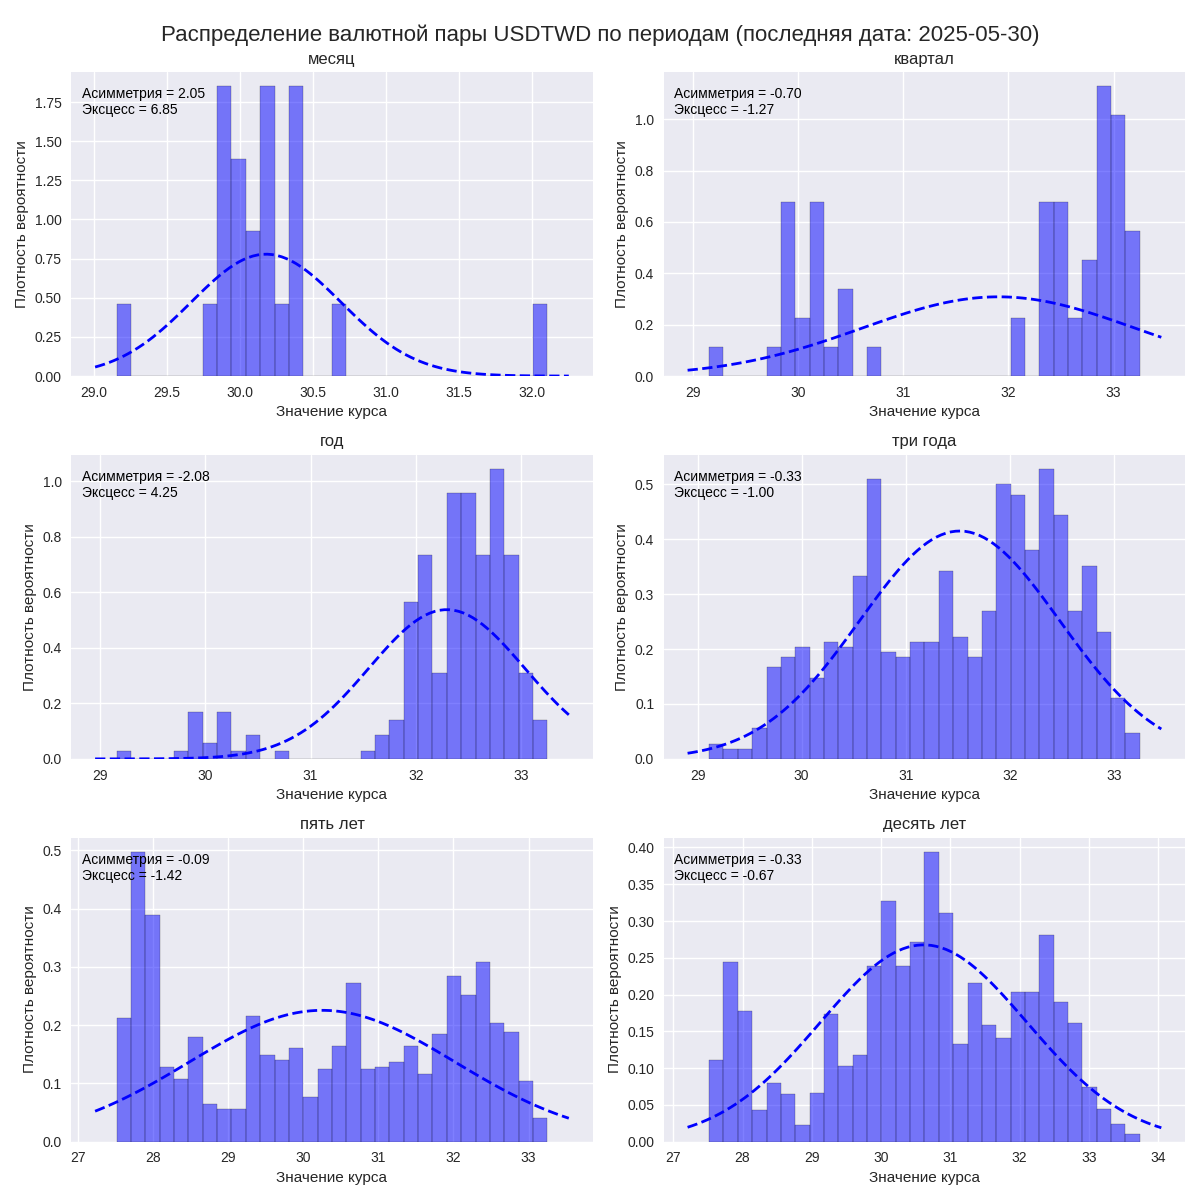 Распределение валютной пары USDTWD по периодам (последняя дата: 2025-05-30)
месяц
Асимметрия = 2.05
Эксцесс = 6.85
Плотность вероятности
1.75
1.50
1.25
1.00
0.75
0.50
0.25
0.00
29.0 29.5 30.0 30.5 31.0 31.5 32.0
Значение курса
квартал
Асимметрия = -0.70
Эксцесс = -1.27
Плотность вероятности
1.0
0.8
0.6
0.4
0.2
0.0
29 30 31 32 33
Значение курса
год
Асимметрия = -2.08
Эксцесс = 4.25
Плотность вероятности
1.0
0.8
0.6
0.4
0.2
0.0
29 30 31 32 33
Значение курса
три года
Асимметрия = -0.33
Эксцесс = -1.00
Плотность вероятности
0.5
0.4
0.3
0.2
0.1
0.0
29 30 31 32 33
Значение курса
пять лет
Асимметрия = -0.09
Эксцесс = -1.42
Плотность вероятности
0.5
0.4
0.3
0.2
0.1
0.0
27 28 29 30 31 32 33
Значение курса
десять лет
Асимметрия = -0.33
Эксцесс = -0.67
Плотность вероятности
0.40
0.35
0.30
0.25
0.20
0.15
0.10
0.05
0.00
27 28 29 30 31 32 33 34
Значение курса